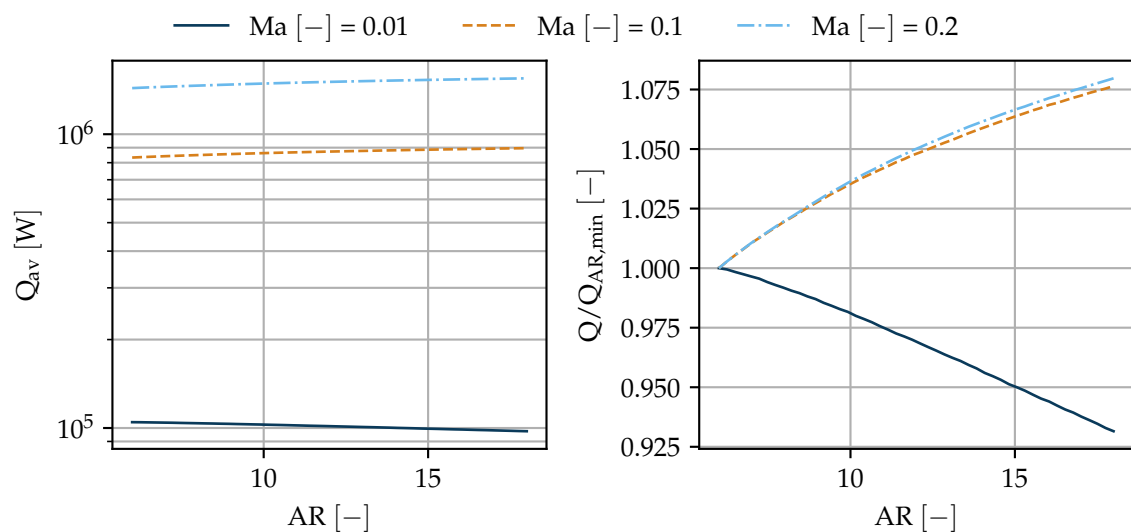 Ma [−] = 0.01
Ma [−] = 0.1
Ma [−] = 0.2
Q_av [W]
10^6
10^5
10
15
AR [−]
Q/Q_AR,min [−]
1.075
1.050
1.025
1.000
0.975
0.950
0.925
10
15
AR [−]